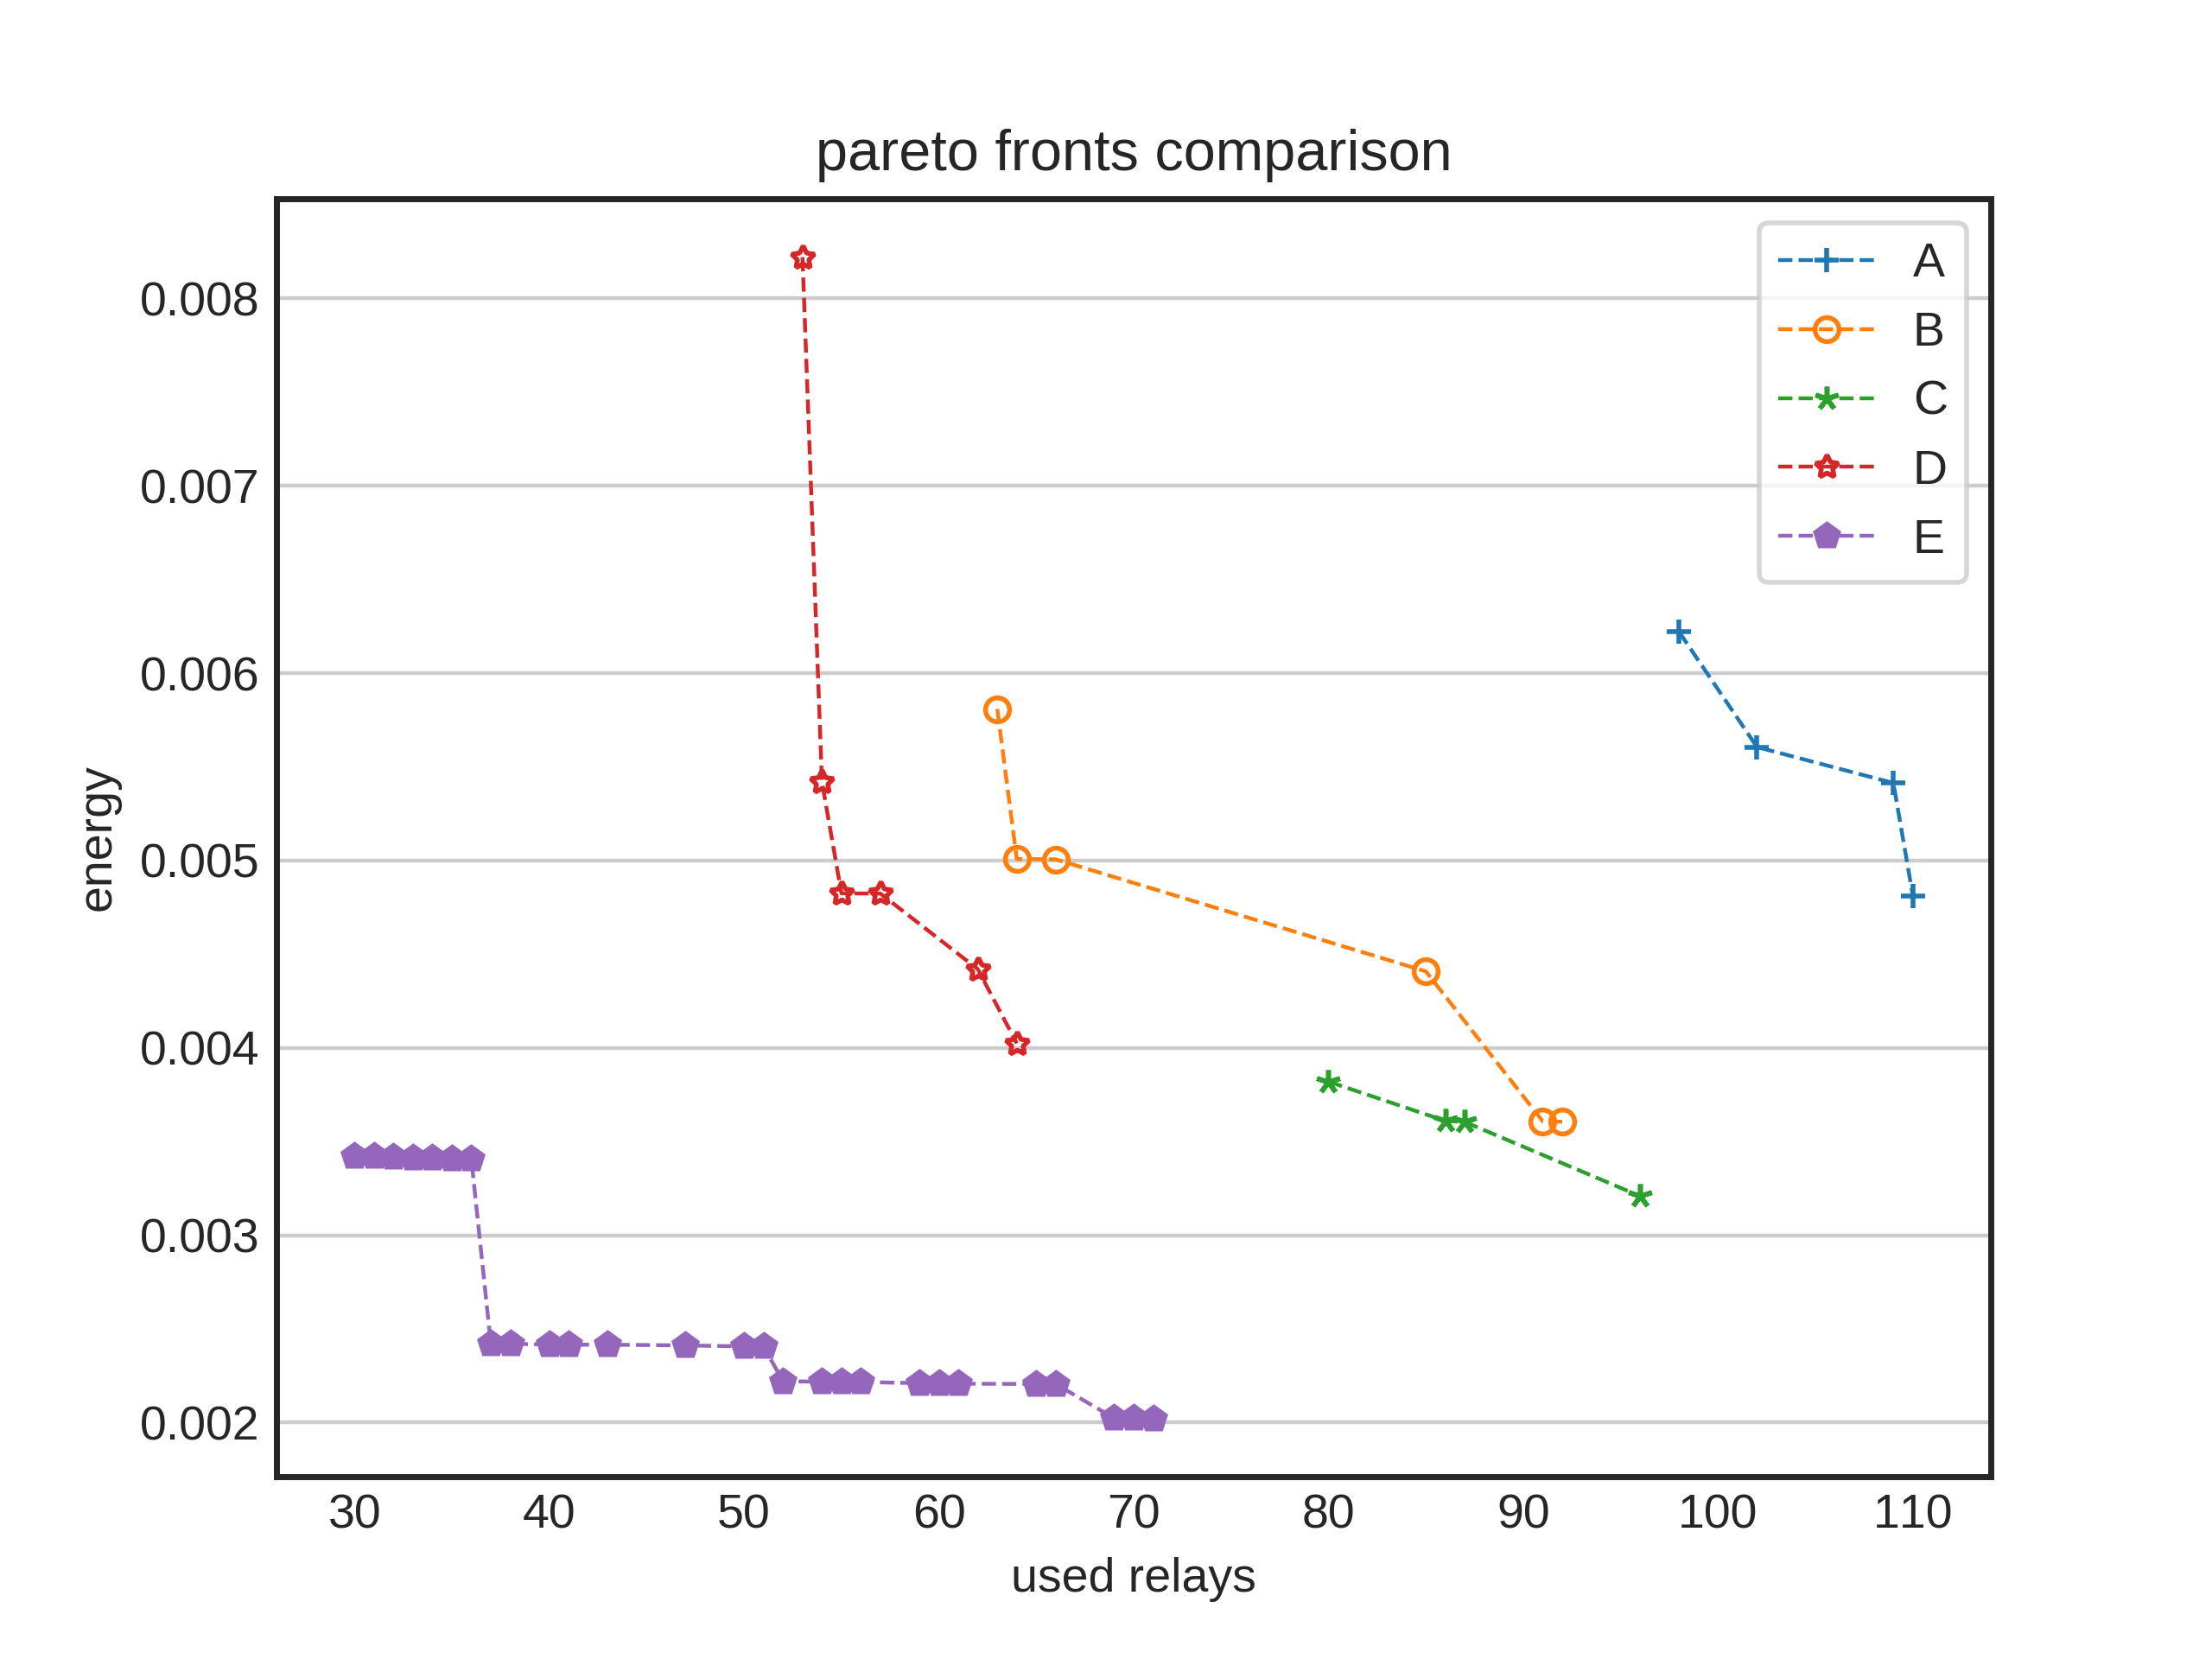 pareto fronts comparison
A
B
C
D
E
0.008
0.007
0.006
0.005
0.004
0.003
0.002
energy
30 40 50 60 70 80 90 100 110
used relays